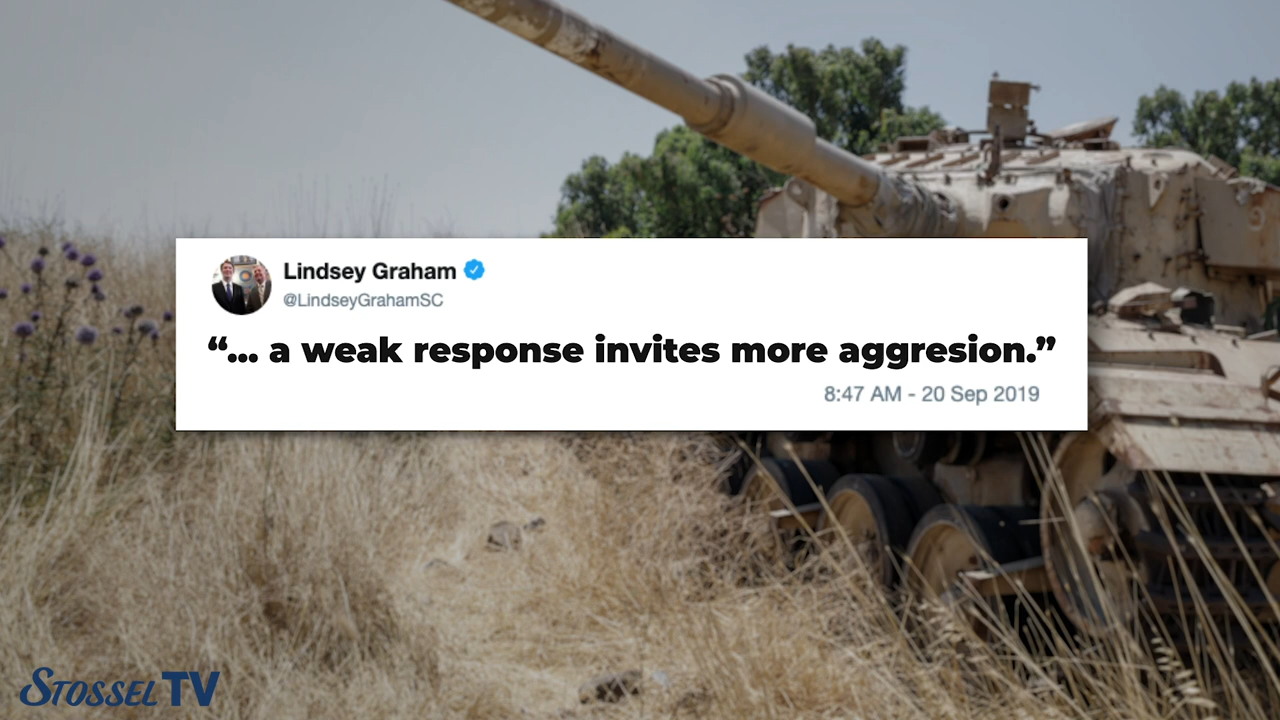 Lindsey Graham
@LindseyGrahamSC
“... a weak response invites more aggresion.”
8:47 AM - 20 Sep 2019
STOSSEL TV